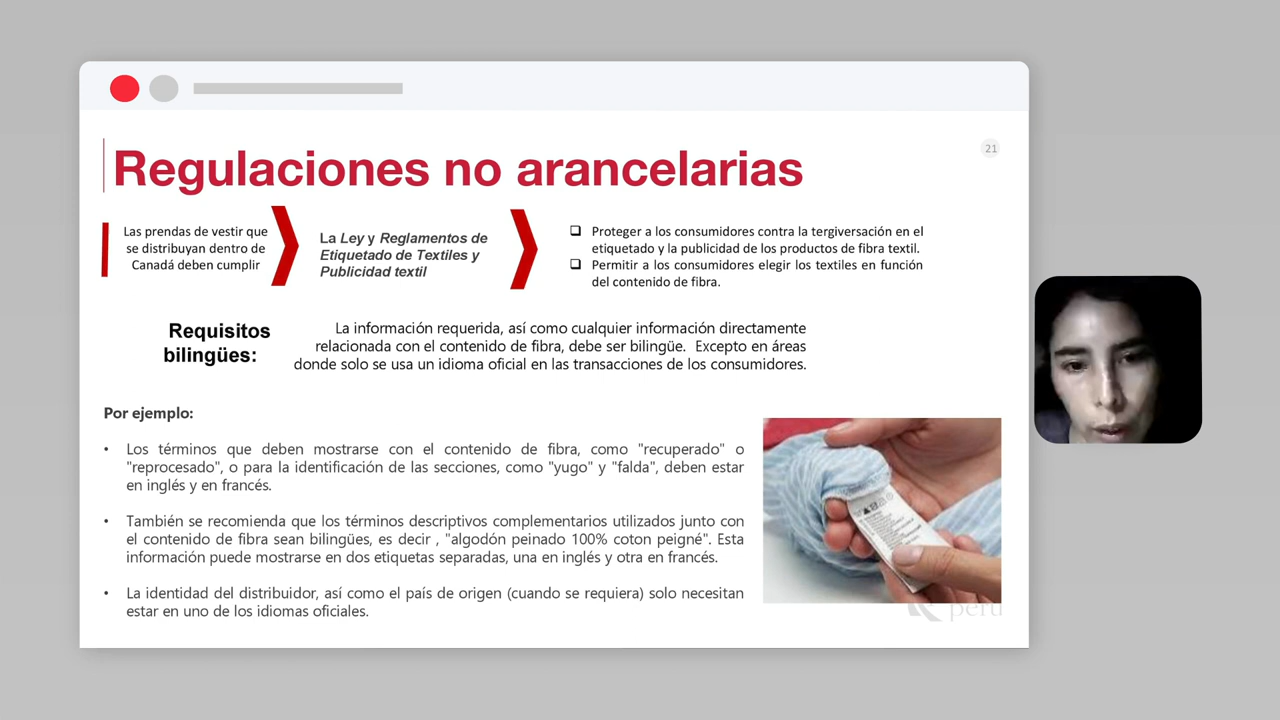 Regulaciones no arancelarias
21
Las prendas de vestir que
se distribuyan dentro de
Canadá deben cumplir
La Ley y Reglamentos de
Etiquetado de Textiles y
Publicidad textil
❑ Proteger a los consumidores contra la tergiversación en el
etiquetado y la publicidad de los productos de fibra textil.
❑ Permitir a los consumidores elegir los textiles en función
del contenido de fibra.
Requisitos
bilingües:
La información requerida, así como cualquier información directamente
relacionada con el contenido de fibra, debe ser bilingüe. Excepto en áreas
donde solo se usa un idioma oficial en las transacciones de los consumidores.
Por ejemplo:
• Los términos que deben mostrarse con el contenido de fibra, como "recuperado" o
"reprocesado", o para la identificación de las secciones, como "yugo" y "falda", deben estar
en inglés y en francés.
• También se recomienda que los términos descriptivos complementarios utilizados junto con
el contenido de fibra sean bilingües, es decir , "algodón peinado 100% coton peigné". Esta
información puede mostrarse en dos etiquetas separadas, una en inglés y otra en francés.
• La identidad del distribuidor, así como el país de origen (cuando se requiera) solo necesitan
estar en uno de los idiomas oficiales.
perú